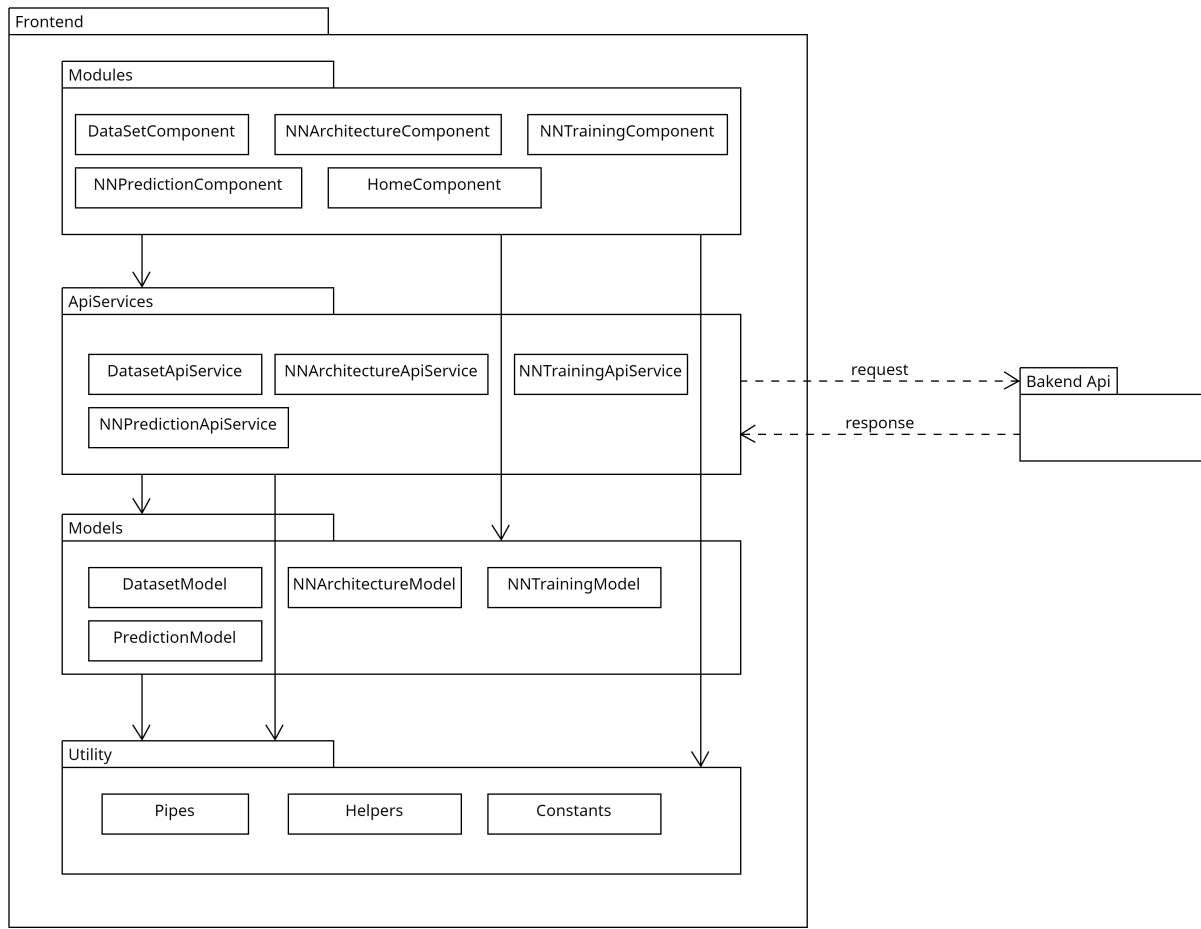 Frontend
Modules
DataSetComponent
NNArchitectureComponent
NNTrainingComponent
NNPredictionComponent
HomeComponent
ApiServices
DatasetApiService
NNArchitectureApiService
NNTrainingApiService
NNPredictionApiService
request
Bakend Api
response
Models
DatasetModel
NNArchitectureModel
NNTrainingModel
PredictionModel
Utility
Pipes
Helpers
Constants